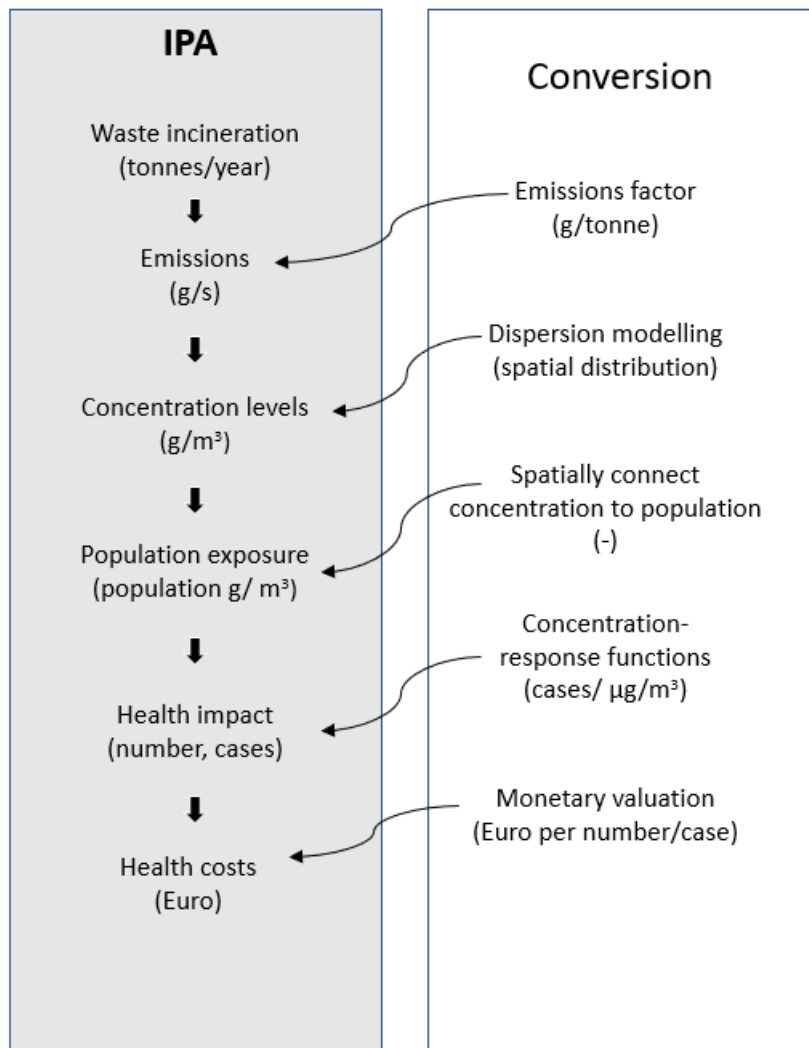 IPA
Waste incineration
(tonnes/year)
Emissions
(g/s)
Concentration levels
(g/m³)
Population exposure
(population g/ m³)
Health impact
(number, cases)
Health costs
(Euro)
Conversion
Emissions factor
(g/tonne)
Dispersion modelling
(spatial distribution)
Spatially connect
concentration to population
(-)
Concentration-
response functions
(cases/ µg/m³)
Monetary valuation
(Euro per number/case)